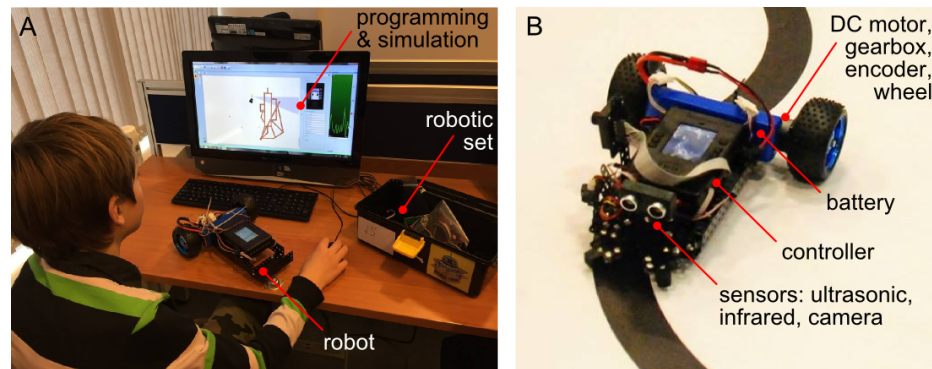 A
programming
& simulation
robotic
set
robot
B
DC motor,
gearbox,
encoder,
wheel
battery
controller
sensors: ultrasonic,
infrared, camera